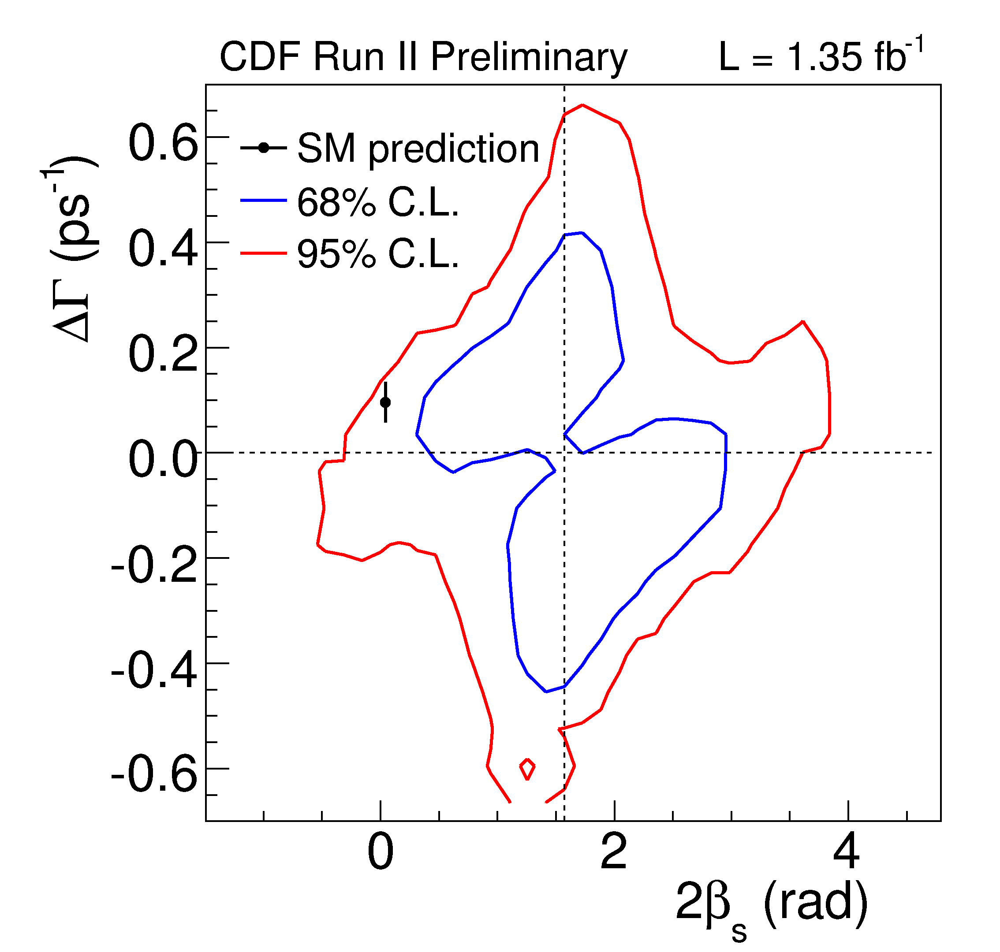 CDF Run II Preliminary L = 1.35 fb⁻¹
SM prediction
68% C.L.
95% C.L.
ΔΓ (ps⁻¹)
0.6
0.4
0.2
0.0
-0.2
-0.4
-0.6
0 2 4
2βₛ (rad)